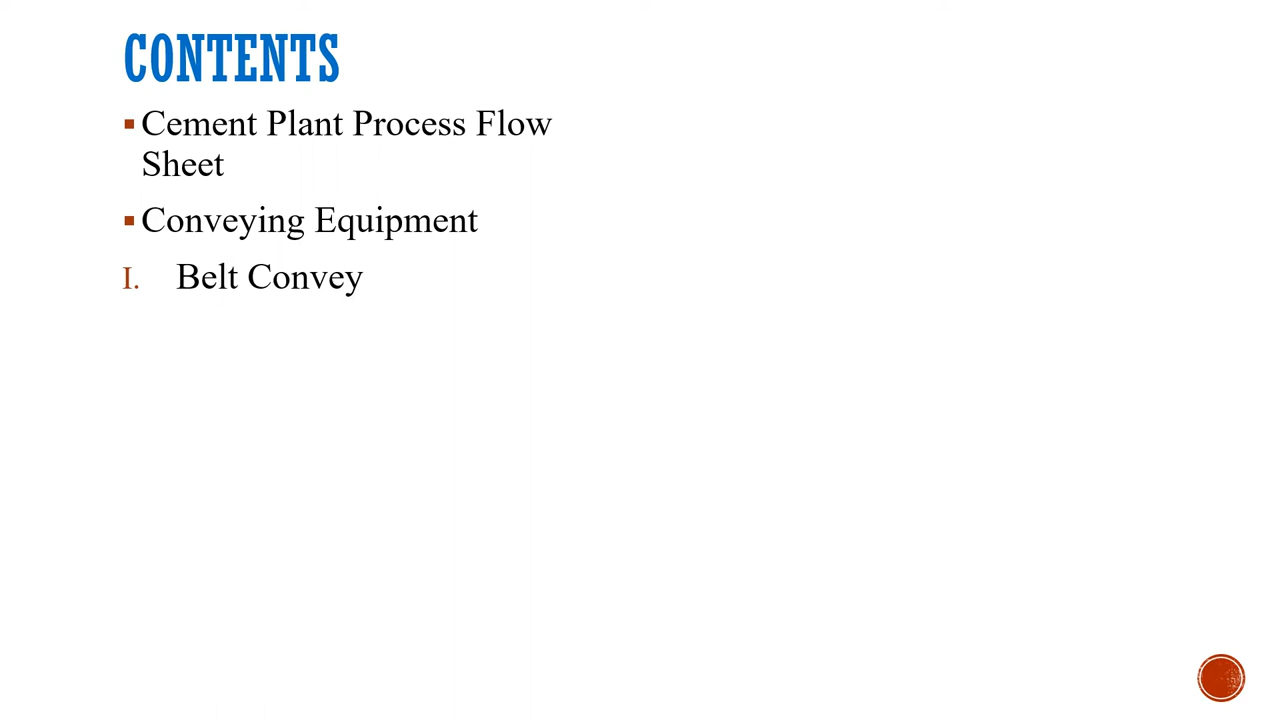 CONTENTS
▪ Cement Plant Process Flow
Sheet
▪ Conveying Equipment
I. Belt Convey